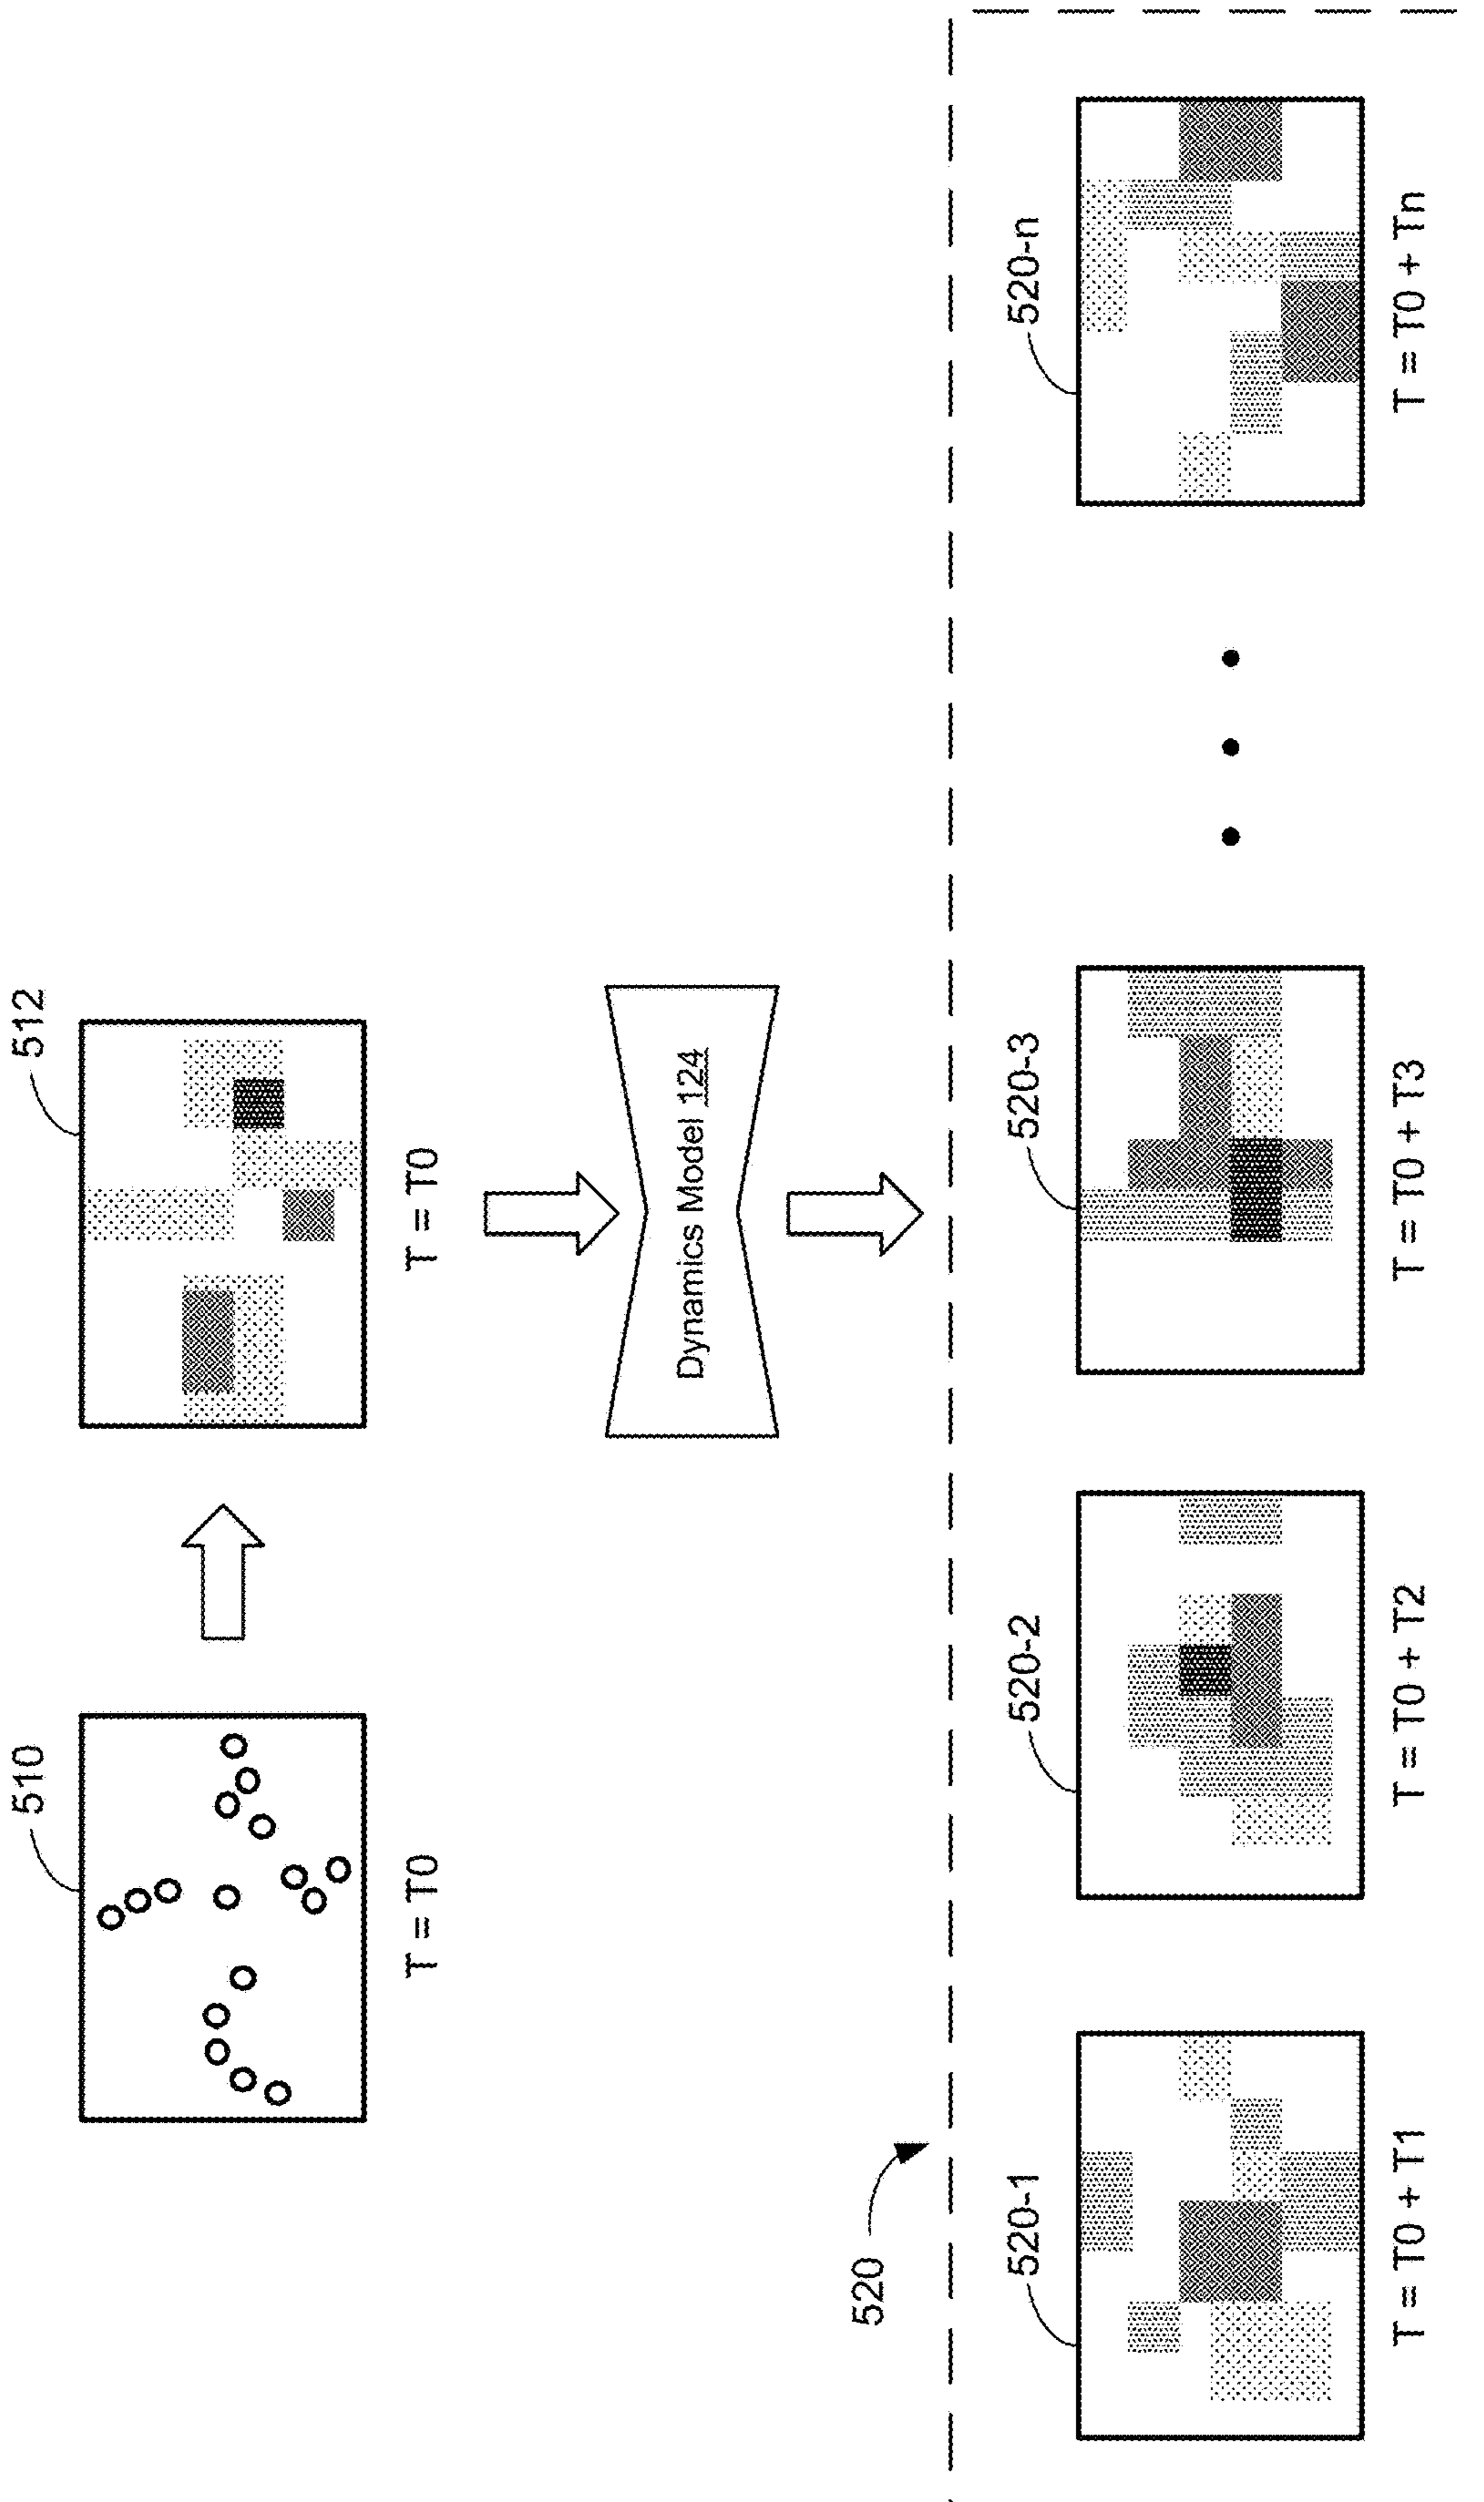 510
512
T = T0
T = T0
Dynamics Model 124
520
520-1
520-2
520-3
520-n
T = T0 + T1
T = T0 + T2
T = T0 + T3
T = T0 + Tn